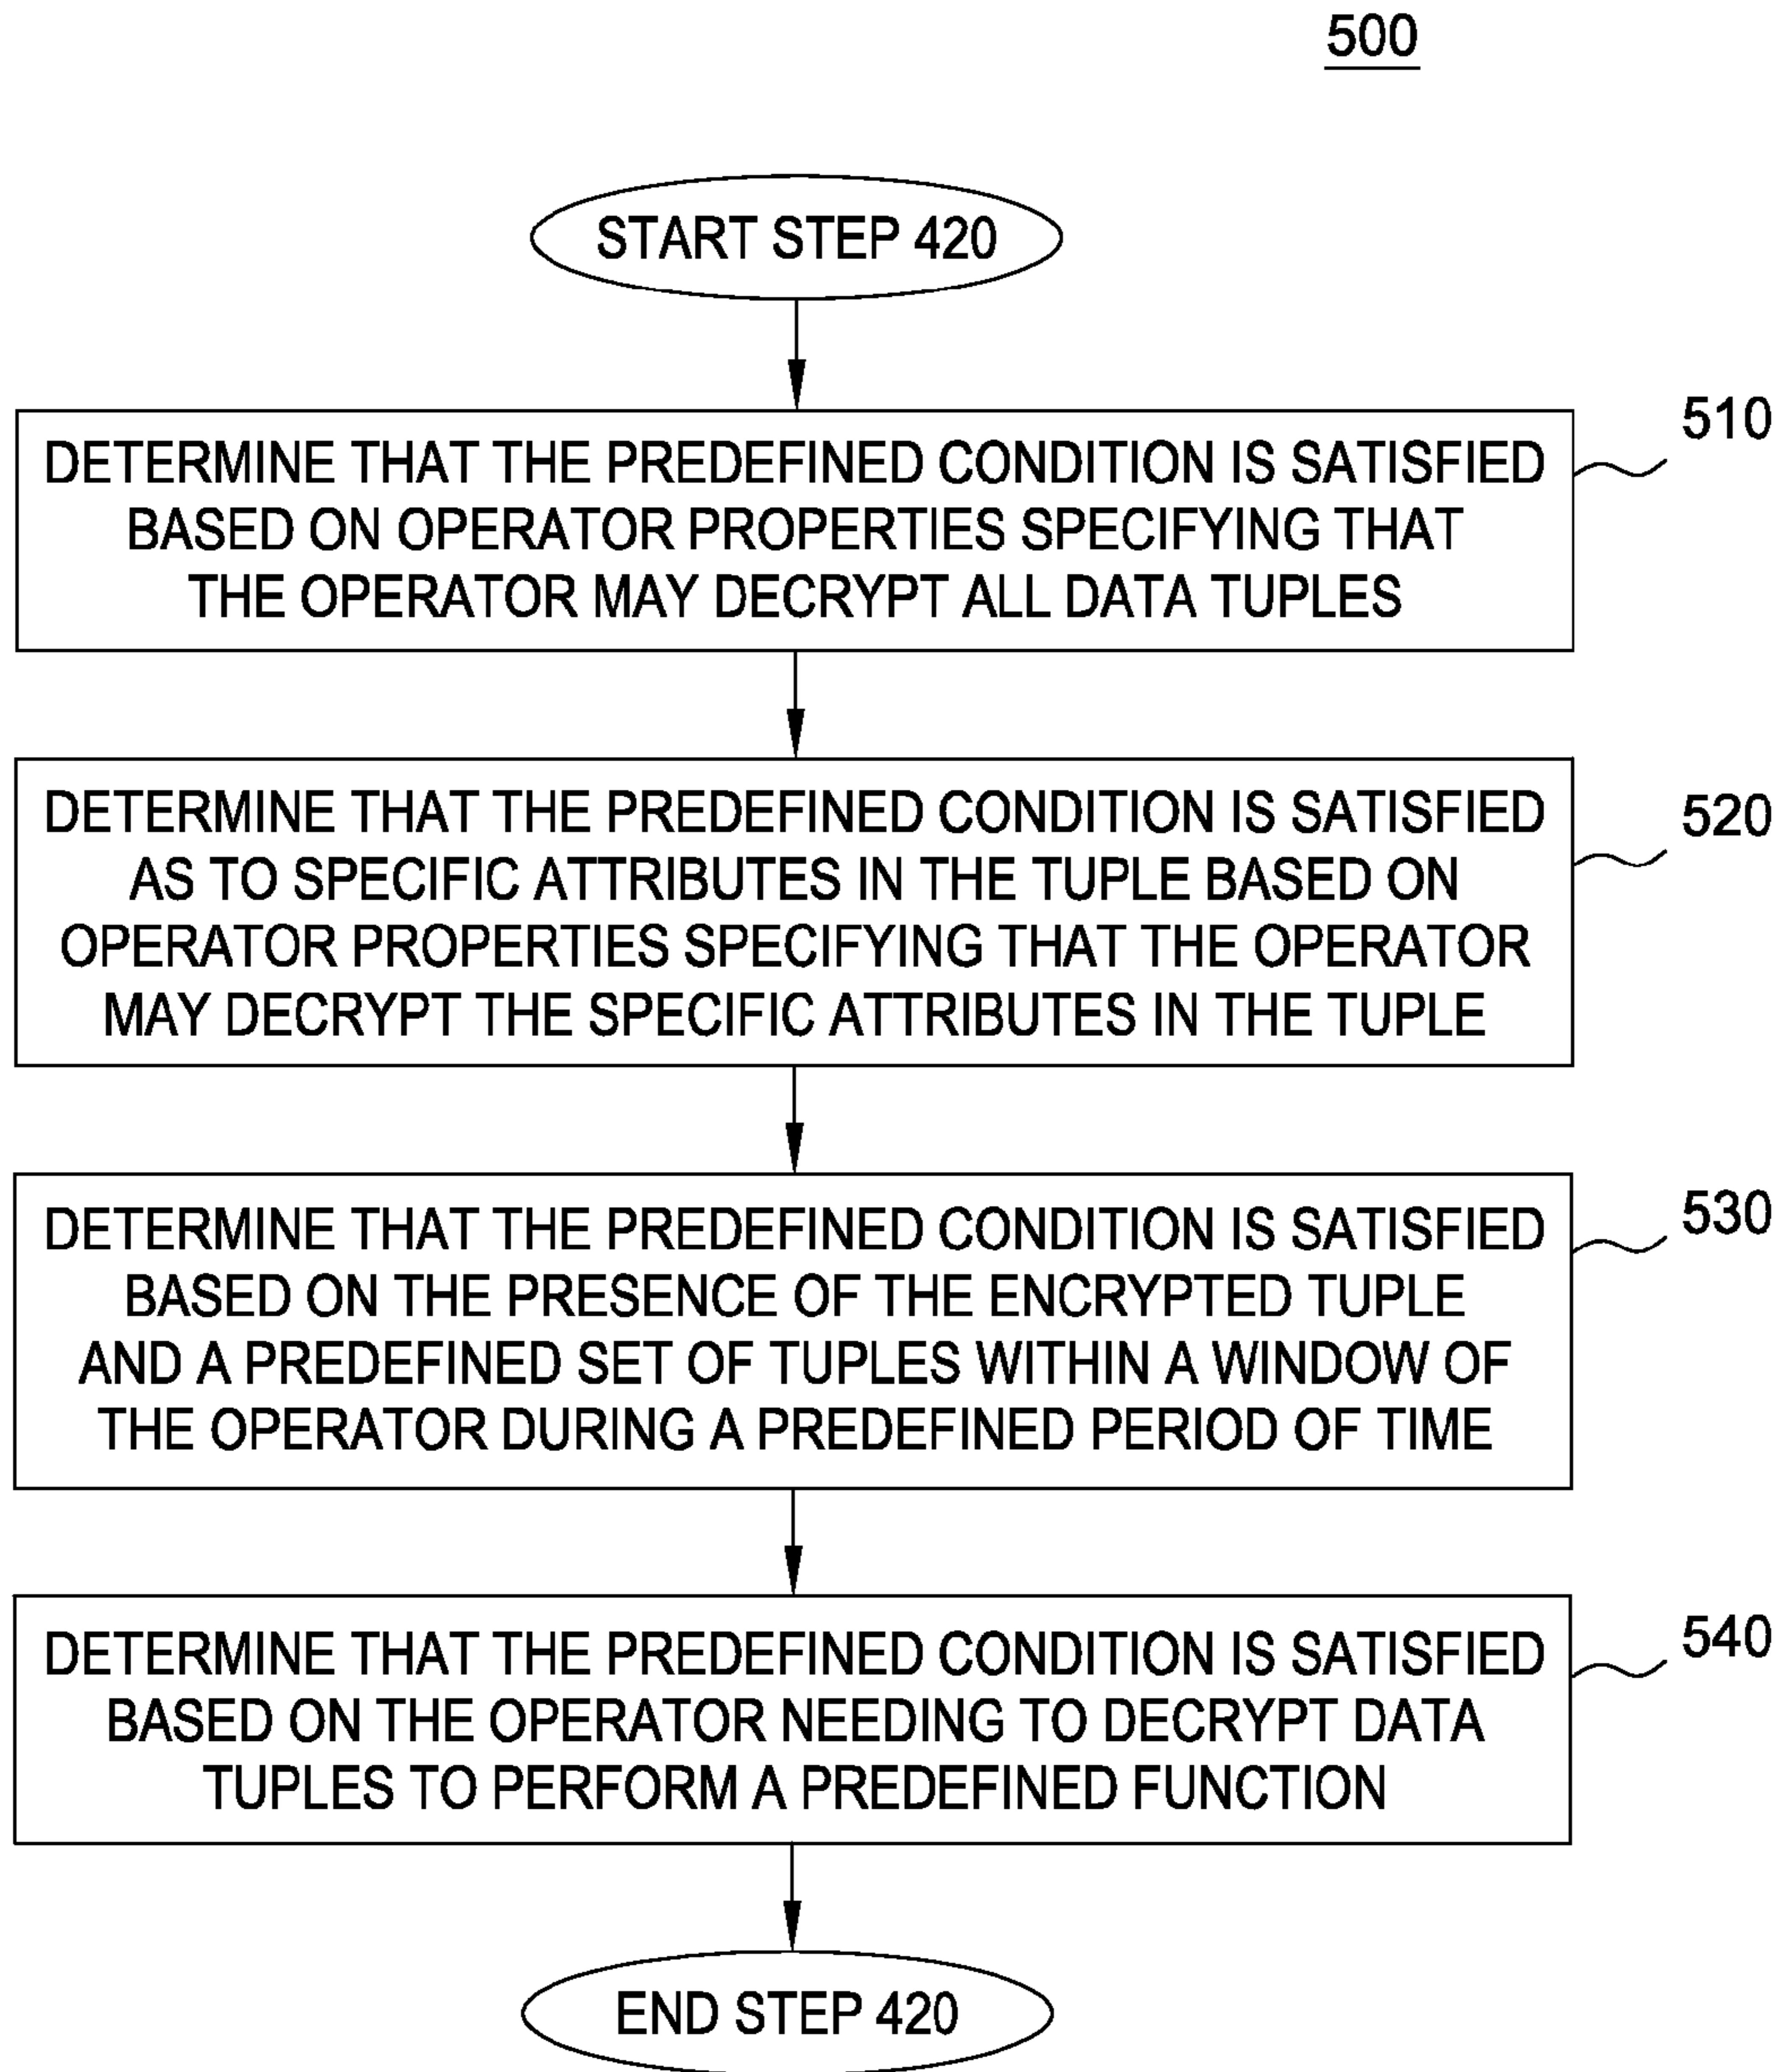 500
START STEP 420
DETERMINE THAT THE PREDEFINED CONDITION IS SATISFIED
BASED ON OPERATOR PROPERTIES SPECIFYING THAT
THE OPERATOR MAY DECRYPT ALL DATA TUPLES
510
DETERMINE THAT THE PREDEFINED CONDITION IS SATISFIED
AS TO SPECIFIC ATTRIBUTES IN THE TUPLE BASED ON
OPERATOR PROPERTIES SPECIFYING THAT THE OPERATOR
MAY DECRYPT THE SPECIFIC ATTRIBUTES IN THE TUPLE
520
DETERMINE THAT THE PREDEFINED CONDITION IS SATISFIED
BASED ON THE PRESENCE OF THE ENCRYPTED TUPLE
AND A PREDEFINED SET OF TUPLES WITHIN A WINDOW OF
THE OPERATOR DURING A PREDEFINED PERIOD OF TIME
530
DETERMINE THAT THE PREDEFINED CONDITION IS SATISFIED
BASED ON THE OPERATOR NEEDING TO DECRYPT DATA
TUPLES TO PERFORM A PREDEFINED FUNCTION
540
END STEP 420